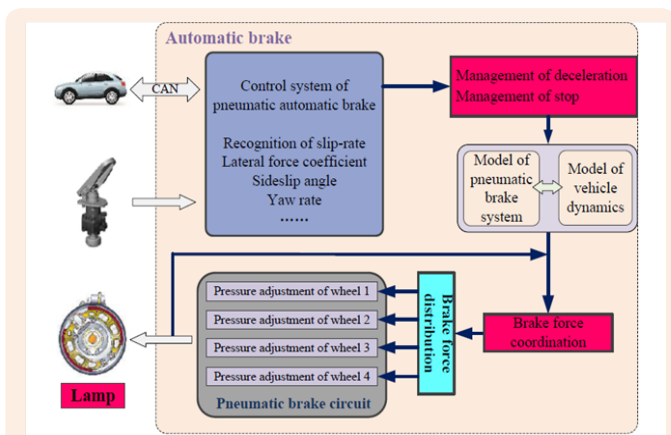 Automatic brake
CAN
Control system of
pneumatic automatic brake
Recognition of slip-rate
Lateral force coefficient
Sideslip angle
Yaw rate
......
Management of deceleration
Management of stop
Model of
pneumatic
brake
system
Model of
vehicle
dynamics
Pressure adjustment of wheel 1
Pressure adjustment of wheel 2
Pressure adjustment of wheel 3
Pressure adjustment of wheel 4
Pneumatic brake circuit
Brake force
distribution
Brake force
coordination
Lamp